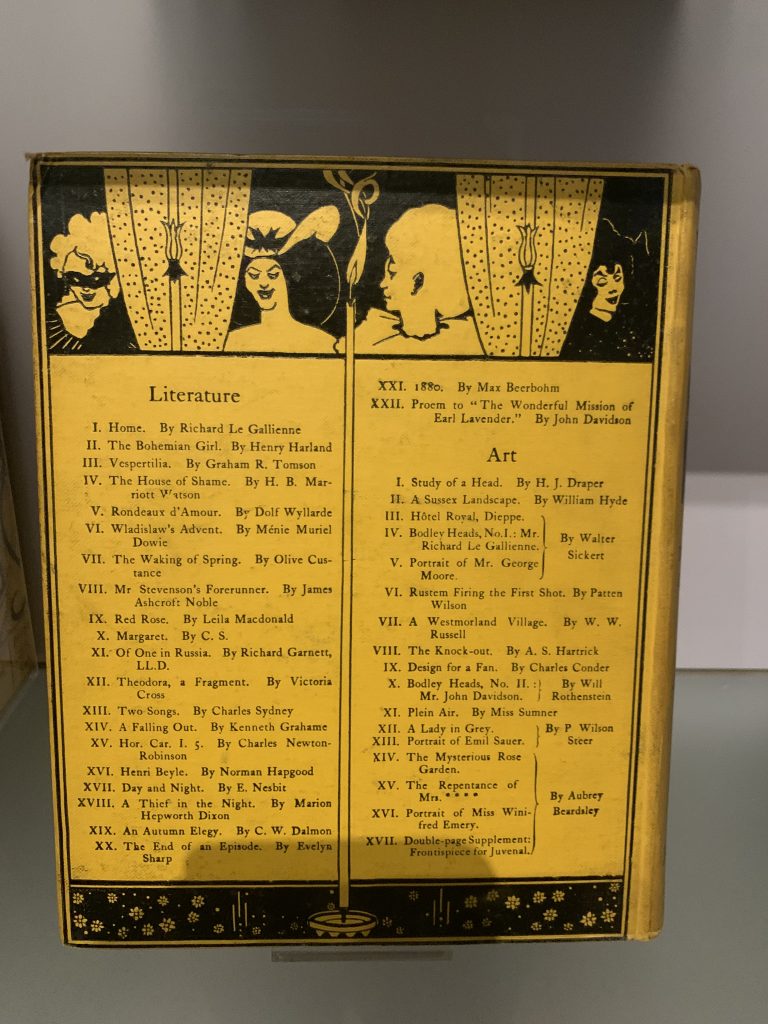 Literature
I. Home. By Richard Le Gallienne
II. The Bohemian Girl. By Henry Harland
III. Vespertilia. By Graham R. Tomson
IV. The House of Shame. By H. B. Mar-
riott Watson
V. Rondeaux d'Amour. By Dolf Wyllarde
VI. Wladislaw's Advent. By Ménie Muriel
Dowie
VII. The Waking of Spring. By Olive Cus-
tance
VIII. Mr Stevenson's Forerunner. By James
Ashcroft Noble
IX. Red Rose. By Leila Macdonald
X. Margaret. By C. S.
XI. Of One in Russia. By Richard Garnett,
LL.D.
XII. Theodora, a Fragment. By Victoria
Cross
XIII. Two Songs. By Charles Sydney
XIV. A Falling Out. By Kenneth Grahame
XV. Hor. Car. I. 5. By Charles Newton-
Robinson
XVI. Henri Beyle. By Norman Hapgood
XVII. Day and Night. By E. Nesbit
XVIII. A Thief in the Night. By Marion
Hepworth Dixon
XIX. An Autumn Elegy. By C. W. Dalmon
XX. The End of an Episode. By Evelyn
Sharp
XXI. 1880. By Max Beerbohm
XXII. Proem to "The Wonderful Mission of
Earl Lavender." By John Davidson
Art
I. Study of a Head. By H. J. Draper
II. A Sussex Landscape. By William Hyde
III. Hôtel Royal, Dieppe.
IV. Bodley Heads, No. I.: Mr.
Richard Le Gallienne.
V. Portrait of Mr. George
Moore.
By Walter
Sickert
VI. Rustem Firing the First Shot. By Patten
Wilson
VII. A Westmorland Village. By W. W.
Russell
VIII. The Knock-out. By A. S. Hartrick
IX. Design for a Fan. By Charles Conder
X. Bodley Heads, No. II. :
Mr. John Davidson.
By Will
Rothenstein
XI. Plein Air. By Miss Sumner
XII. A Lady in Grey.
XIII. Portrait of Emil Sauer.
By P Wilson
Steer
XIV. The Mysterious Rose
Garden.
XV. The Repentance of
Mrs. * * * *
XVI. Portrait of Miss Wini-
fred Emery.
XVII. Double-page Supplement:
Frontispiece for Juvenal.
By Aubrey
Beardsley